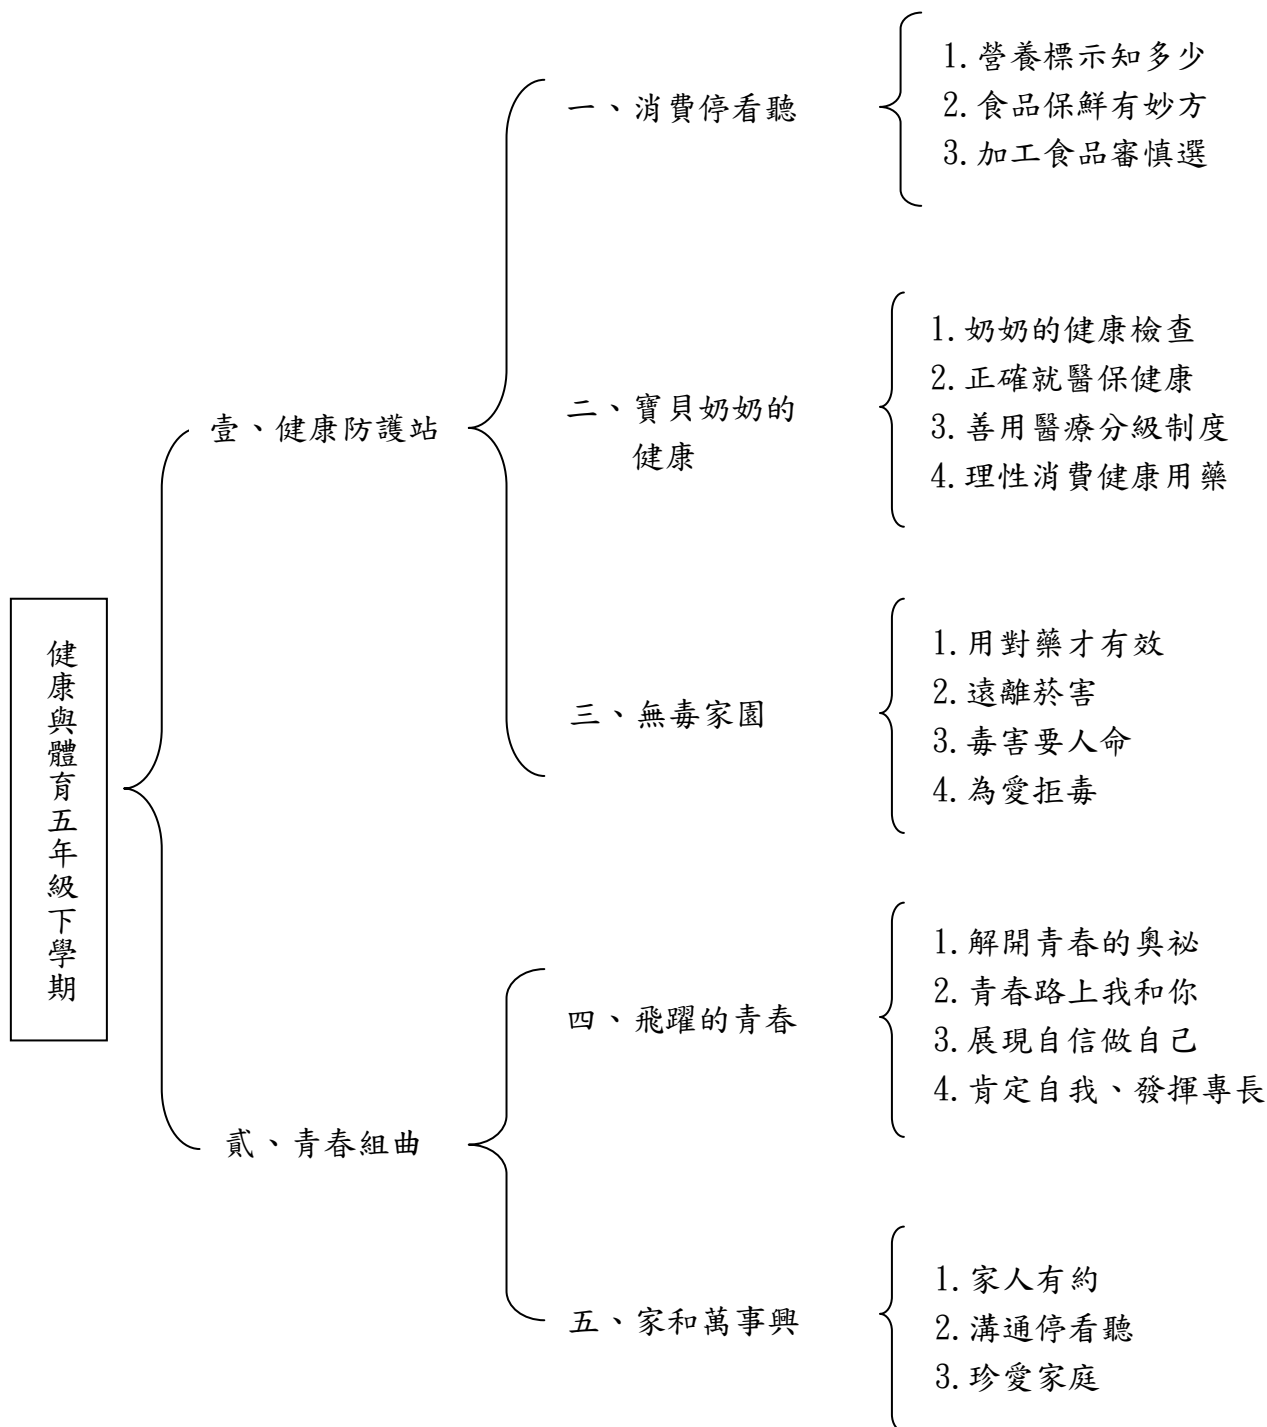 健康與體育五年級下學期
壹、健康防護站
一、消費停看聽
1.營養標示知多少
2.食品保鮮有妙方
3.加工食品審慎選
二、寶貝奶奶的
健康
1.奶奶的健康檢查
2.正確就醫保健康
3.善用醫療分級制度
4.理性消費健康用藥
三、無毒家園
1.用對藥才有效
2.遠離菸害
3.毒害要人命
4.為愛拒毒
貳、青春組曲
四、飛躍的青春
1.解開青春的奧祕
2.青春路上我和你
3.展現自信做自己
4.肯定自我、發揮專長
五、家和萬事興
1.家人有約
2.溝通停看聽
3.珍愛家庭